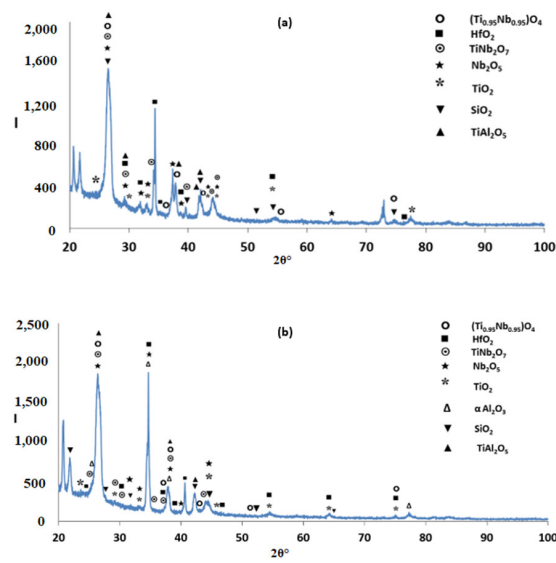 2,000
1,600
1,200
800
400
0
I
20
30
40
50
60
70
80
90
100
2θ°
(a)
(Ti₀.₉₅Nb₀.₉₅)O₄
HfO₂
TiNb₂O₇
Nb₂O₅
TiO₂
SiO₂
TiAl₂O₅
2,500
2,000
1,500
1,000
500
0
I
20
30
40
50
60
70
80
90
100
2θ°
(b)
(Ti₀.₉₅Nb₀.₉₅)O₄
HfO₂
TiNb₂O₇
Nb₂O₅
TiO₂
α Al₂O₃
SiO₂
TiAl₂O₅